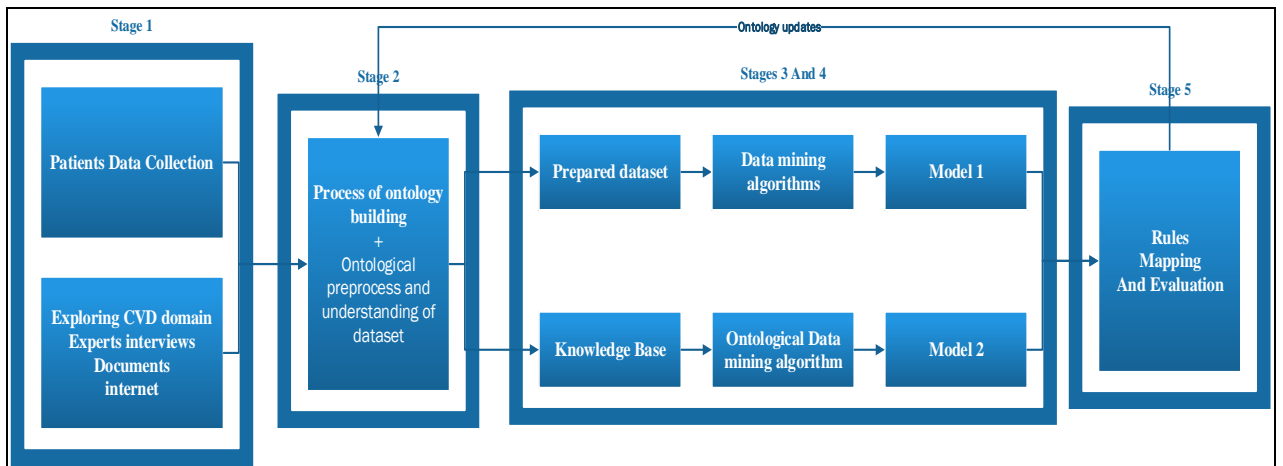 Stage 1
Ontology updates
Stage 2
Stages 3 And 4
Stage 5
Patients Data Collection
Exploring CVD domain
Experts interviews
Documents
internet
Process of ontology
building
+
Ontological
preprocess and
understanding of
dataset
Prepared dataset
Data mining
algorithms
Model 1
Knowledge Base
Ontological Data
mining algorithm
Model 2
Rules
Mapping
And Evaluation